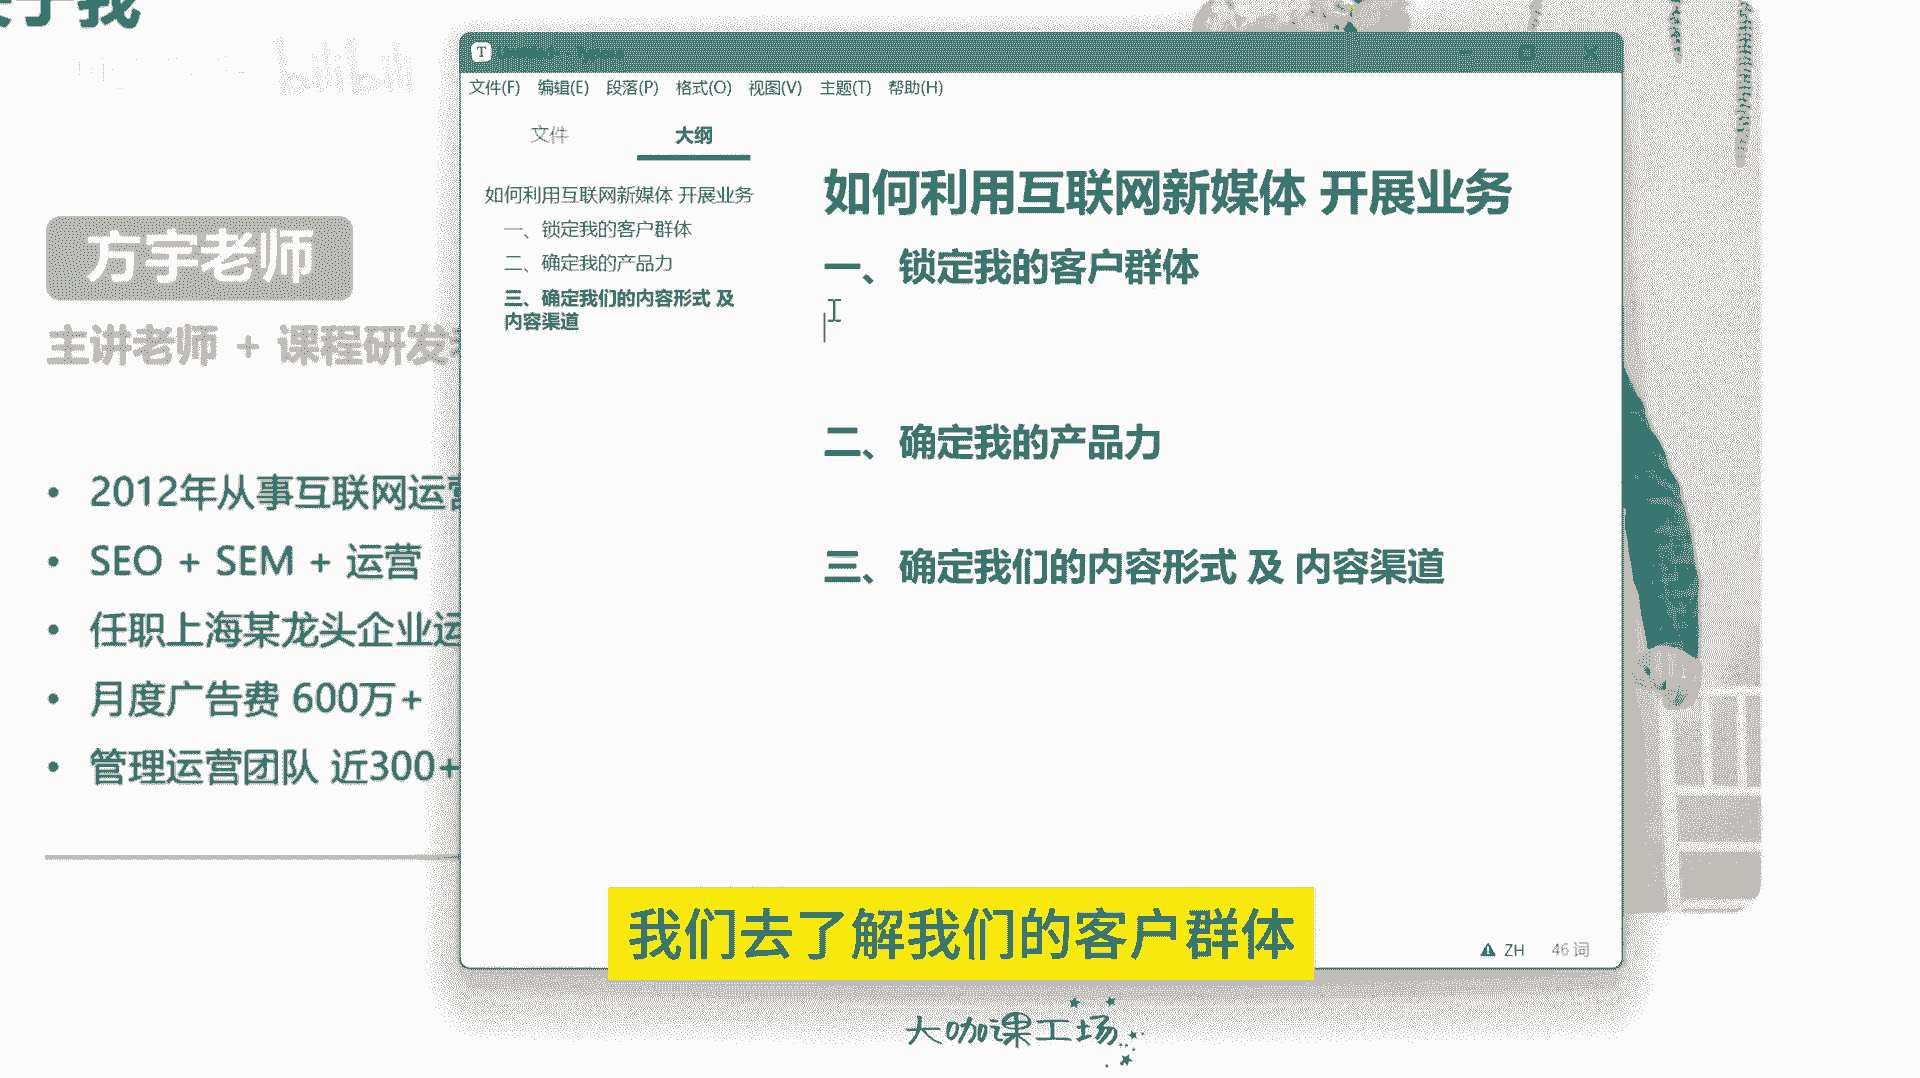 关于我
bilibili
方宇老师
主讲老师 + 课程研发
• 2012年从事互联网运营
• SEO + SEM + 运营
• 任职上海某龙头企业运
• 月度广告费 600万+
• 管理运营团队 近300+
T
文件(F) 编辑(E) 段落(P) 格式(O) 视图(V) 主题(T) 帮助(H)
文件 大纲
如何利用互联网新媒体 开展业务
一、锁定我的客户群体
二、确定我的产品力
三、确定我们的内容形式 及
内容渠道
如何利用互联网新媒体 开展业务
一、锁定我的客户群体
二、确定我的产品力
三、确定我们的内容形式 及 内容渠道
ZH 46 词
我们去了解我们的客户群体
大咖课工场